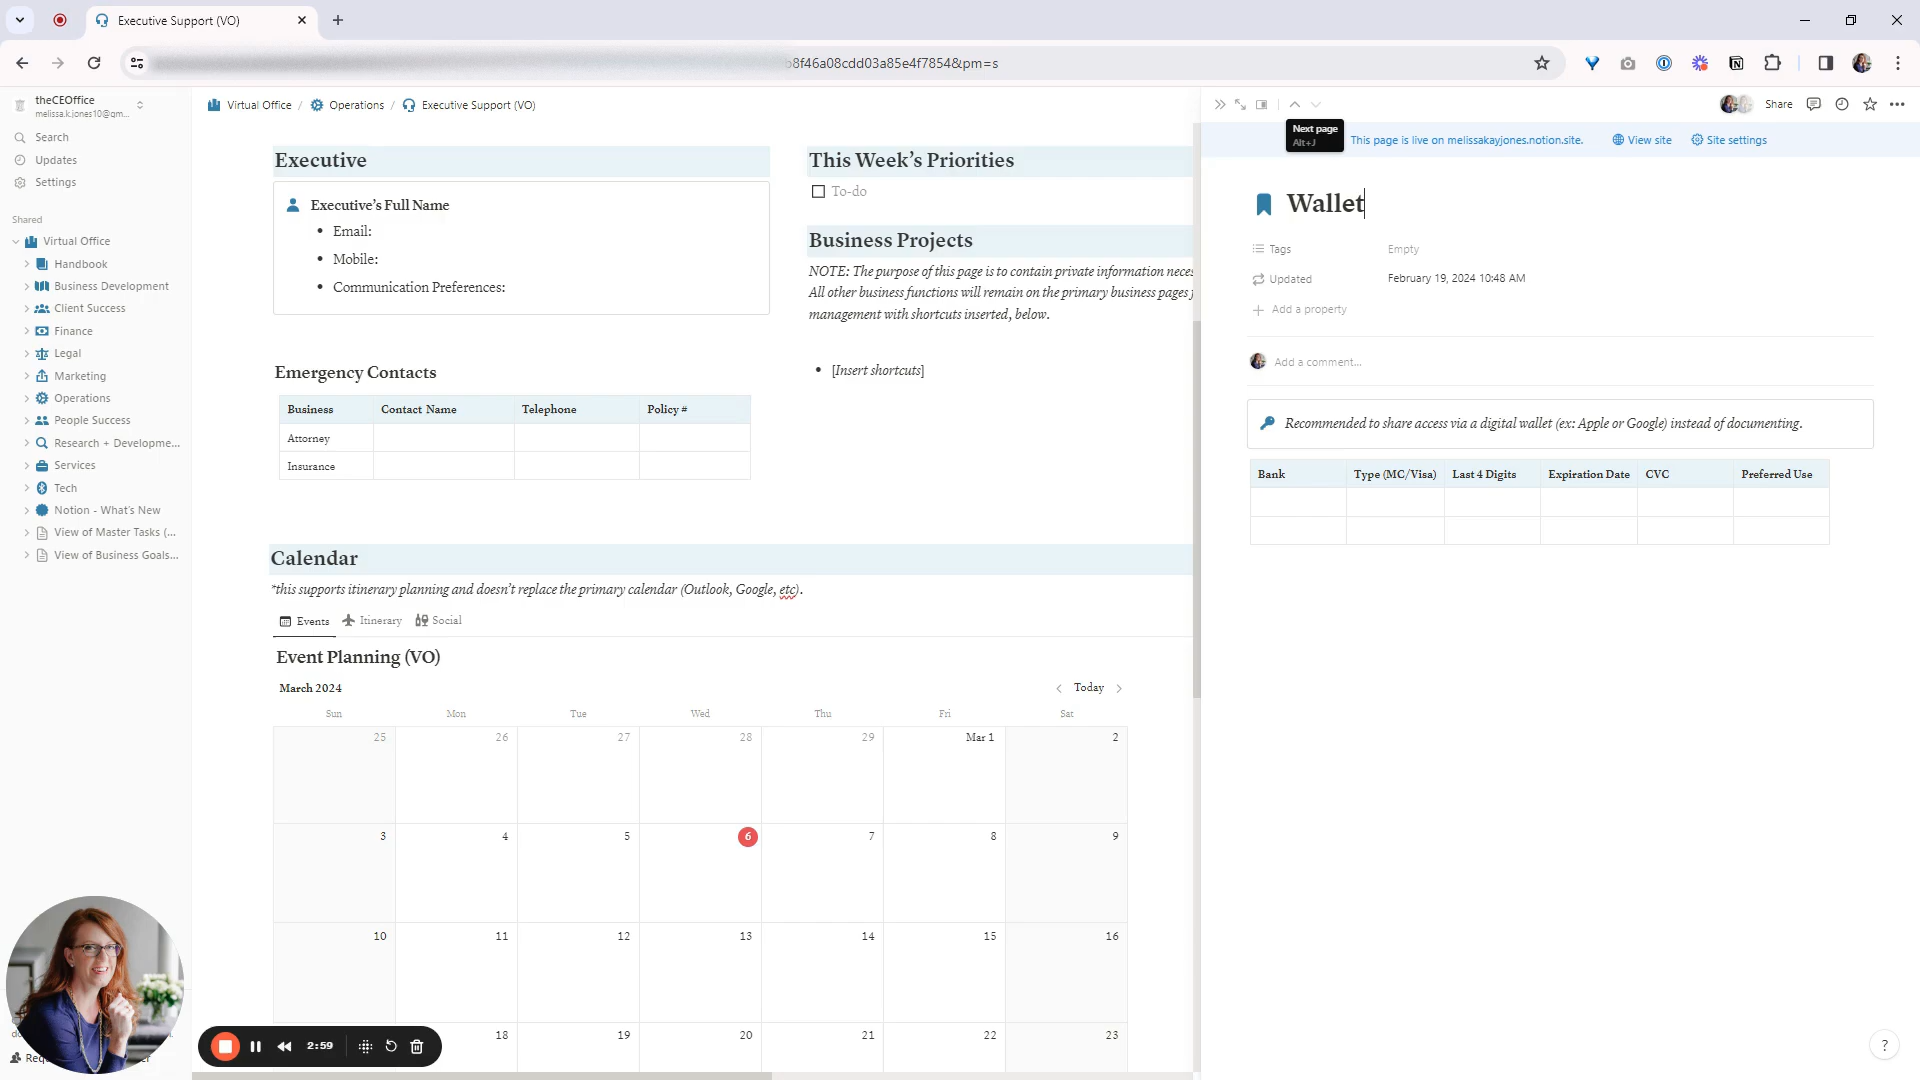 Executive Support (VO)
b8f46a08cdd03a85e4f7854&pm=s
theCEOffice
melissa.k.jones10@gm...
Search
Updates
Settings
Shared
Virtual Office
Handbook
Business Development
Client Success
Finance
Legal
Marketing
Operations
People Success
Research + Developme...
Services
Tech
Notion - What's New
View of Master Tasks (...
View of Business Goals...
Virtual Office / Operations / Executive Support (VO)
Executive
Executive's Full Name
• Email:
• Mobile:
• Communication Preferences:
Emergency Contacts
Business Contact Name Telephone Policy #
Attorney
Insurance
This Week's Priorities
To-do
Business Projects
NOTE: The purpose of this page is to contain private information neces
All other business functions will remain on the primary business pages f
management with shortcuts inserted, below.
• [Insert shortcuts]
Calendar
*this supports itinerary planning and doesn't replace the primary calendar (Outlook, Google, etc).
Events Itinerary Social
Event Planning (VO)
March 2024
Today
Sun Mon Tue Wed Thu Fri Sat
25 26 27 28 29 Mar 1 2
3 4 5 6 7 8 9
10 11 12 13 14 15 16
18 19 20 21 22 23
2:59
Share
Next page
Alt+J
This page is live on melissakayjones.notion.site.
View site
Site settings
Wallet
Tags Empty
Updated February 19, 2024 10:48 AM
Add a property
Add a comment...
Recommended to share access via a digital wallet (ex: Apple or Google) instead of documenting.
Bank Type (MC/Visa) Last 4 Digits Expiration Date CVC Preferred Use
?